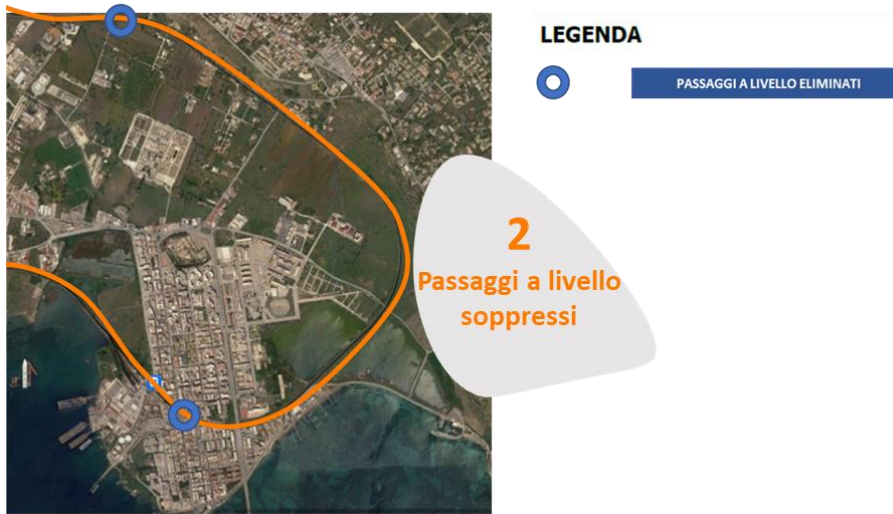 LEGENDA
PASSAGGI A LIVELLO ELIMINATI
2
Passaggi a livello
soppressi